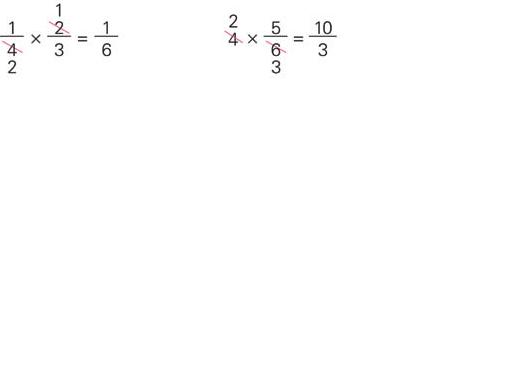 1       2
1/4 × 2/3 = 1/6       4 × 5/6 = 10/3
2       3